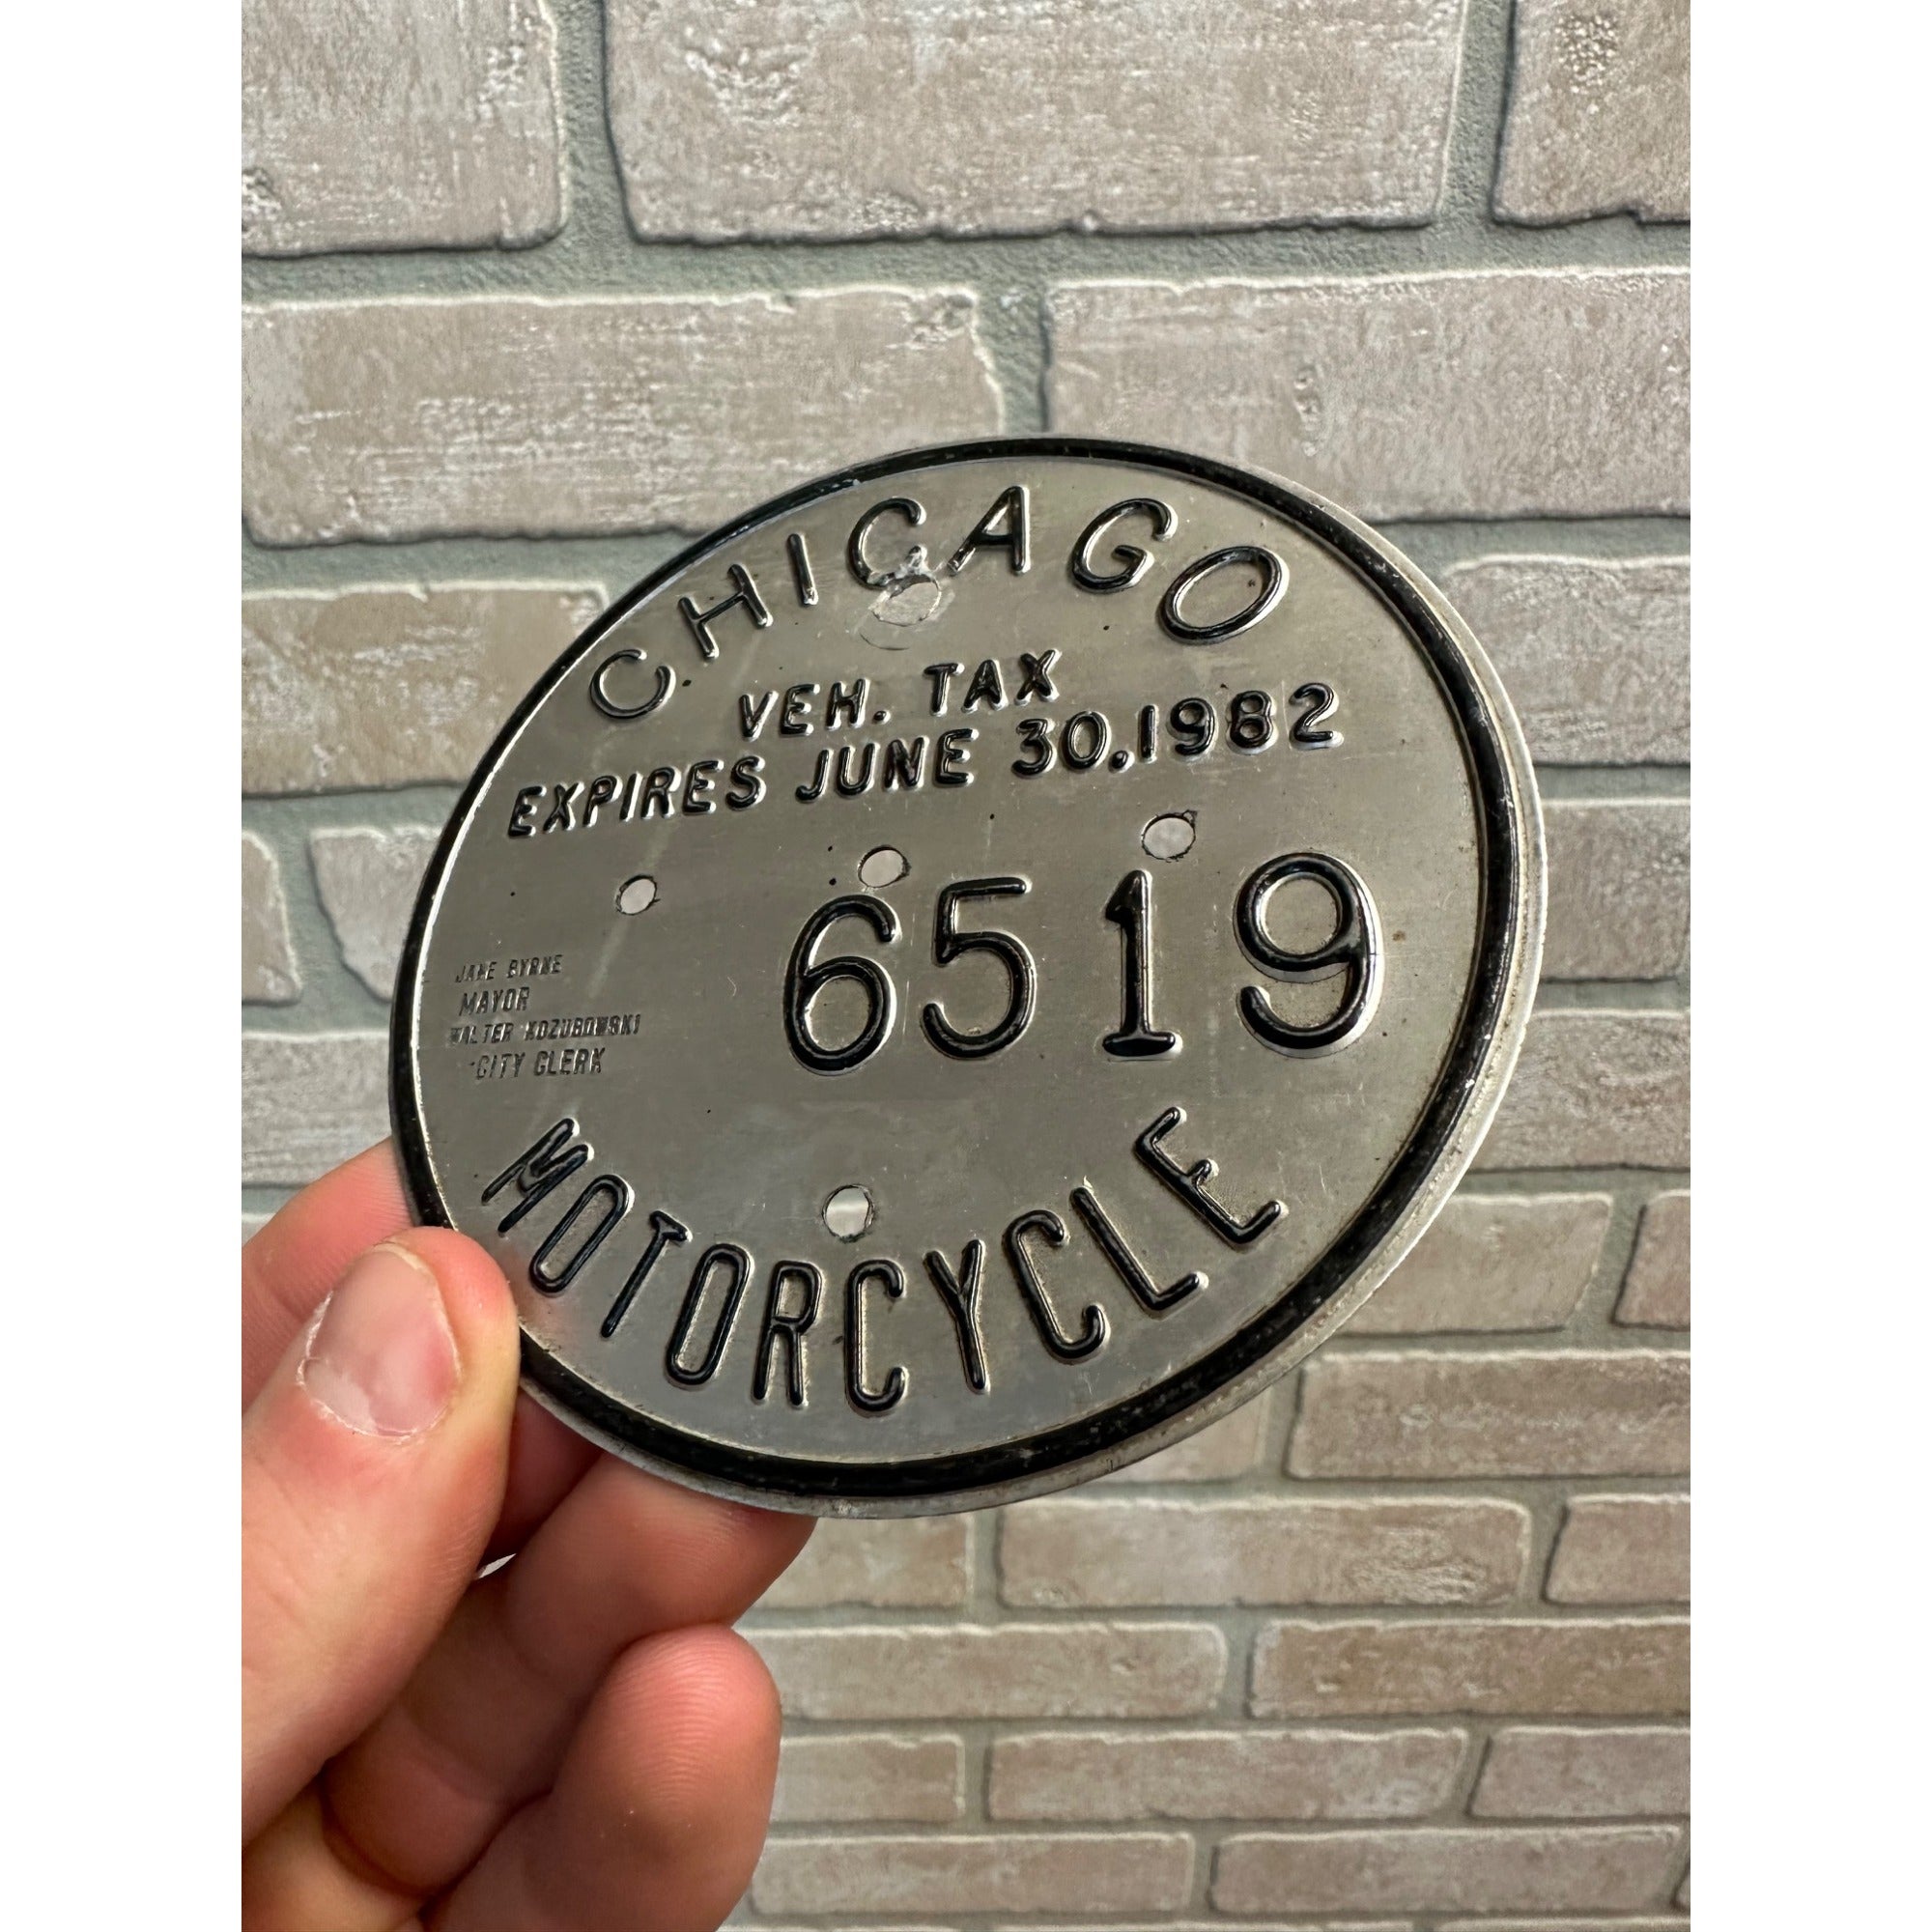 CHICAGO
VEH. TAX
EXPIRES JUNE 30,1982
6519
JANE BYRNE
MAYOR
WALTER KOZUBOWSKI
CITY CLERK
MOTORCYCLE